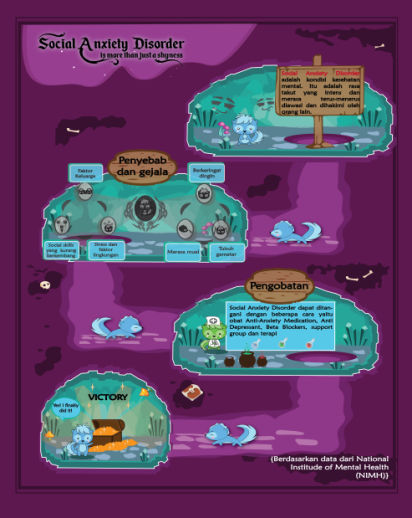 Social Anxiety Disorder
is more than just a shyness
Social Anxiety Disorder
adalah kondid kesehatan
mental. Itu adalah rasa
takut yang intens dan
merasa terus-menerus
diawasi dan dihakimi oleh
orang lain.
Penyebab
dan gejala
Faktor
Keluarga
Berkeringat
dingin
Social skills
yang kurang
berkembang
Stress dan
faktor
lingkungan
Merasa mual
Tubuh
gemetar
Pengobatan
Social Anxiety Disorder dapat ditan-
gani dengan beberapa cara yaitu
obat Anti-Anxiety Medication, Anti
Depressant, Beta Blockers, support
group dan terapi
VICTORY
Yes! I finally
did it!
(Berdasarkan data dari National
Institude of Mental Health
(NIMH))